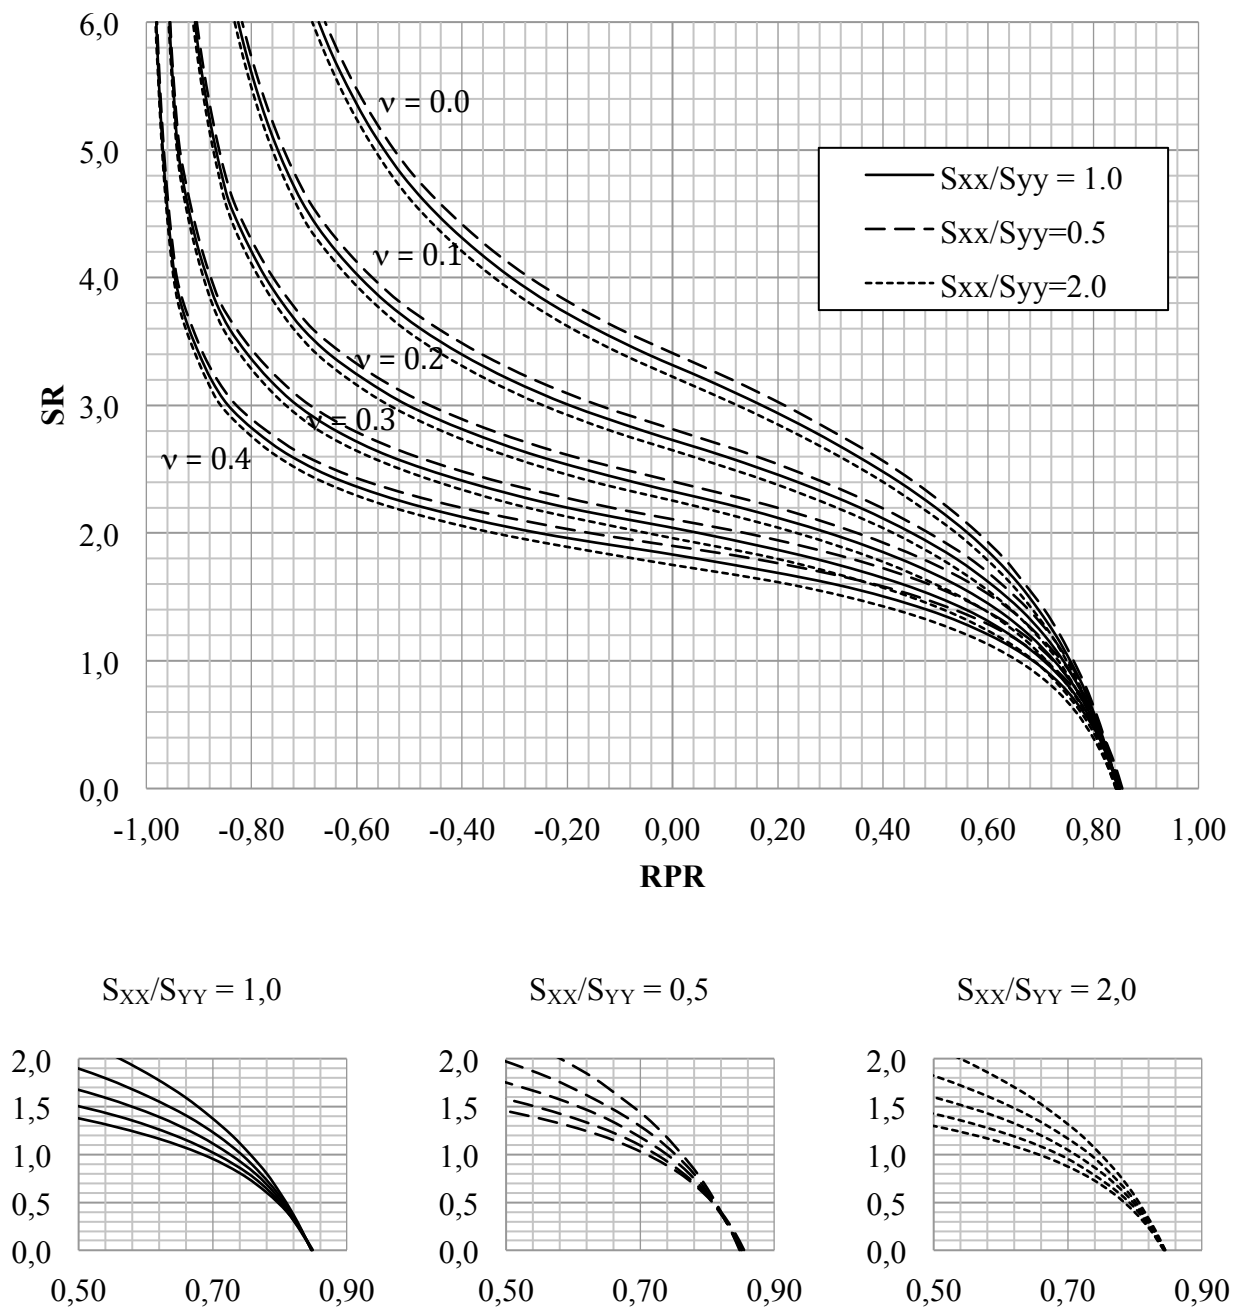 6,0
5,0
4,0
3,0
2,0
1,0
0,0
SR
ν = 0.0
ν = 0.1
ν = 0.2
ν = 0.3
ν = 0.4
Sxx/Syy = 1.0
Sxx/Syy=0.5
Sxx/Syy=2.0
-1,00 -0,80 -0,60 -0,40 -0,20 0,00 0,20 0,40 0,60 0,80 1,00
RPR
SXX/SYY = 1,0
2,0
1,5
1,0
0,5
0,0
0,50 0,70 0,90
SXX/SYY = 0,5
2,0
1,5
1,0
0,5
0,0
0,50 0,70 0,90
SXX/SYY = 2,0
2,0
1,5
1,0
0,5
0,0
0,50 0,70 0,90